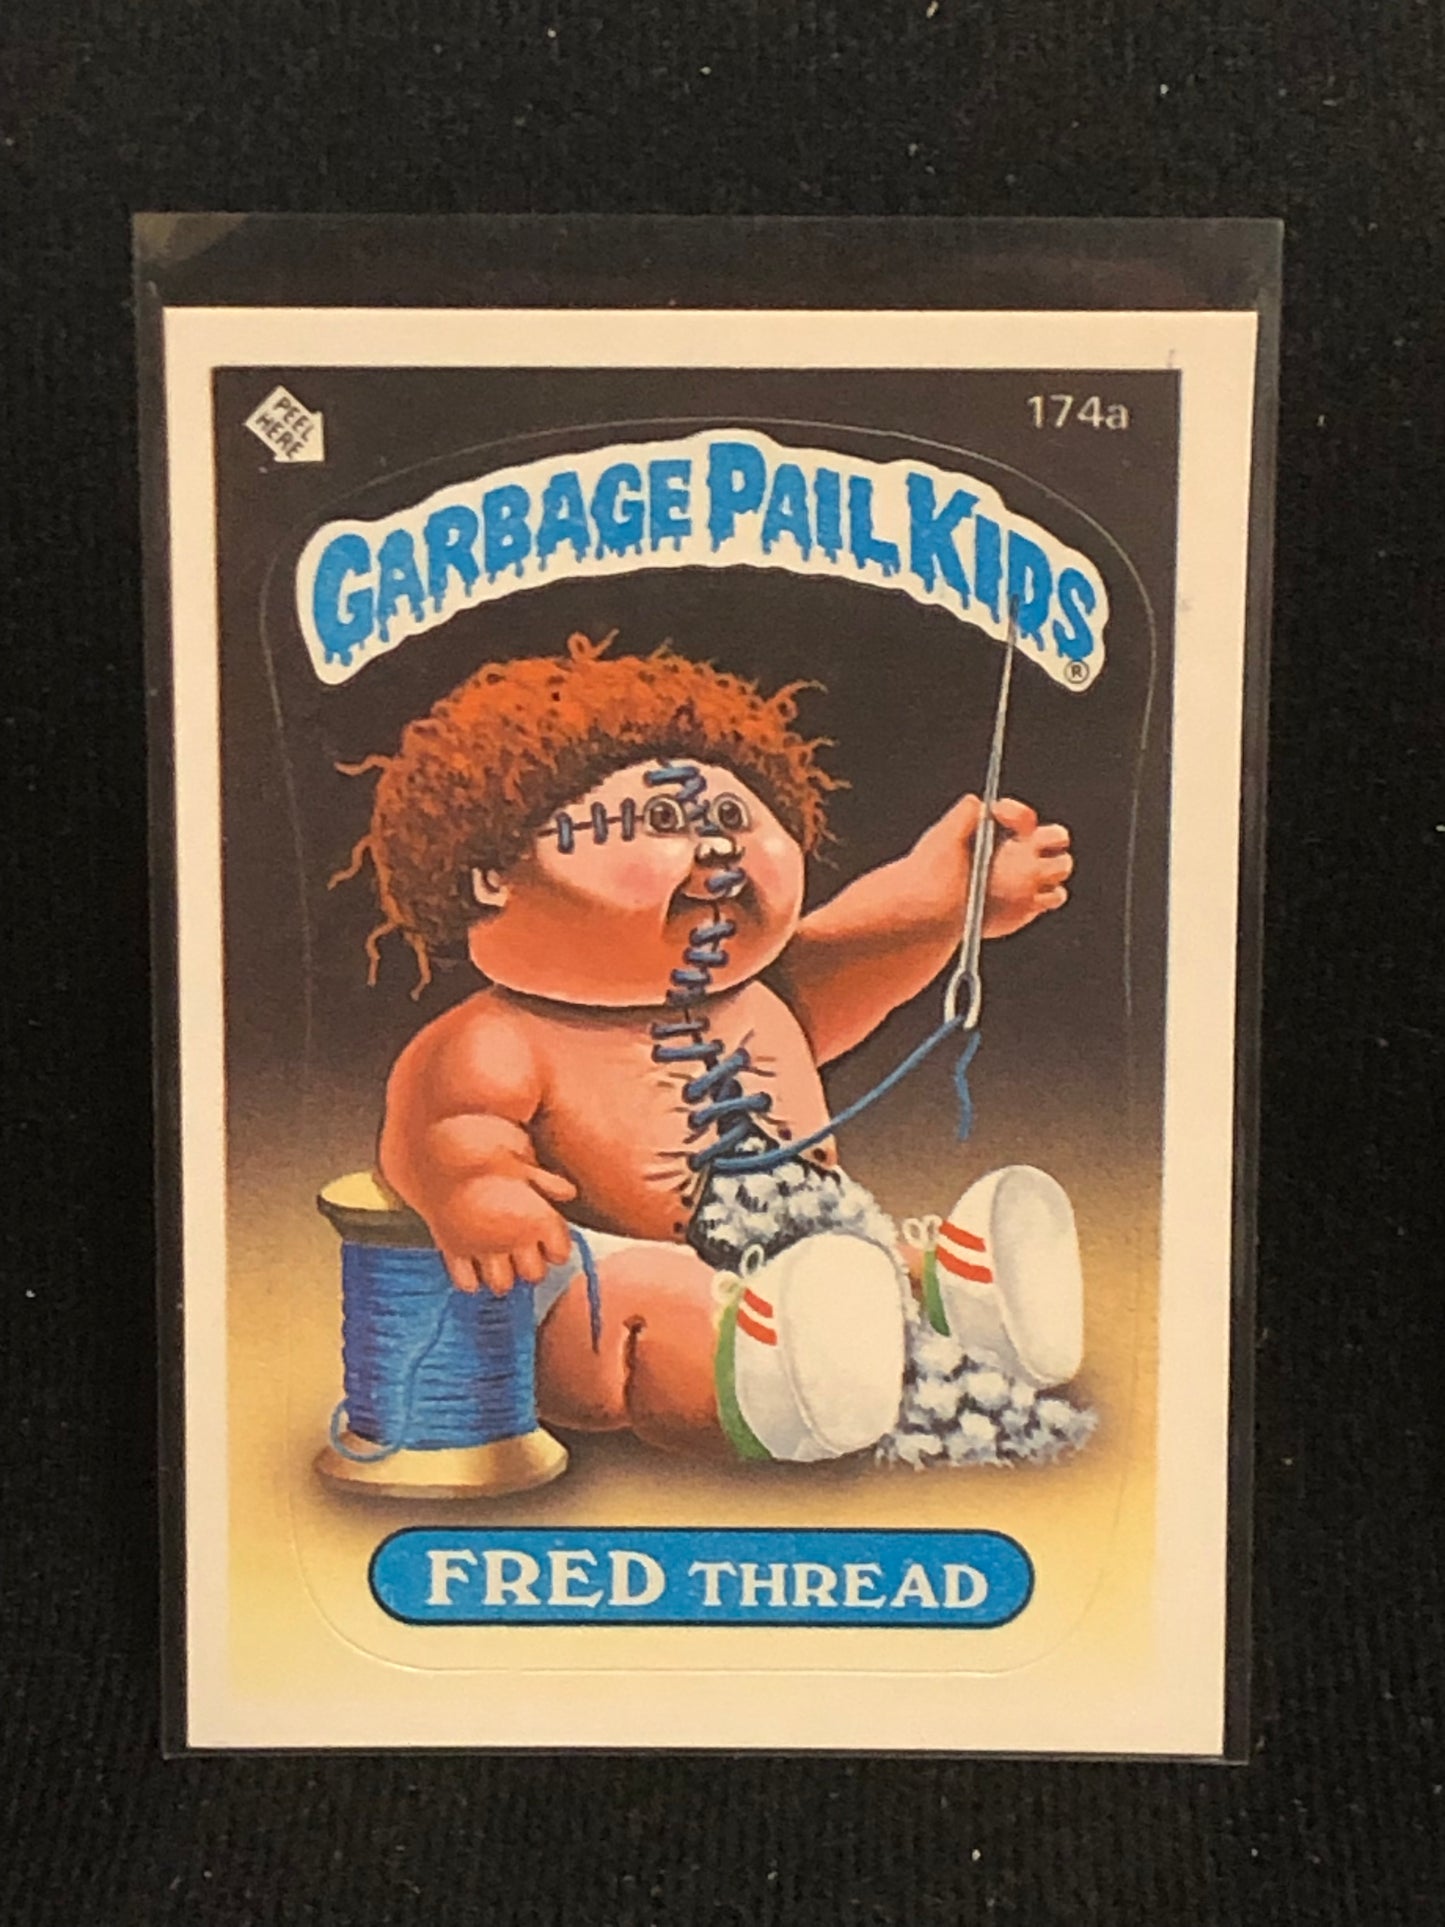 PEEL
HERE
174a
GARBAGE PAIL KIDS
®
FRED THREAD